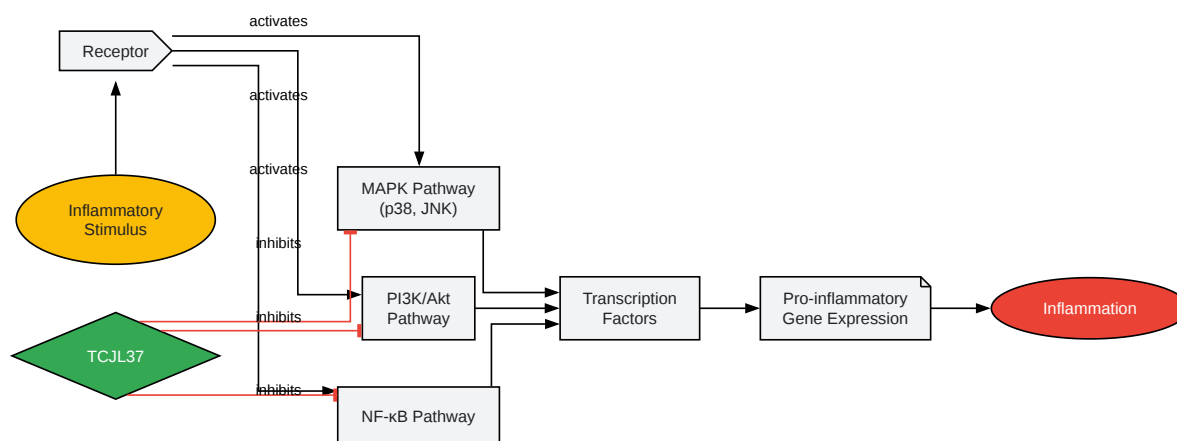 activates
Receptor
activates
activates
MAPK Pathway
(p38, JNK)
Inflammatory
Stimulus
inhibits
PI3K/Akt
Pathway
Transcription
Factors
Pro-inflammatory
Gene Expression
Inflammation
inhibits
TCJL37
inhibits
NF-κB Pathway